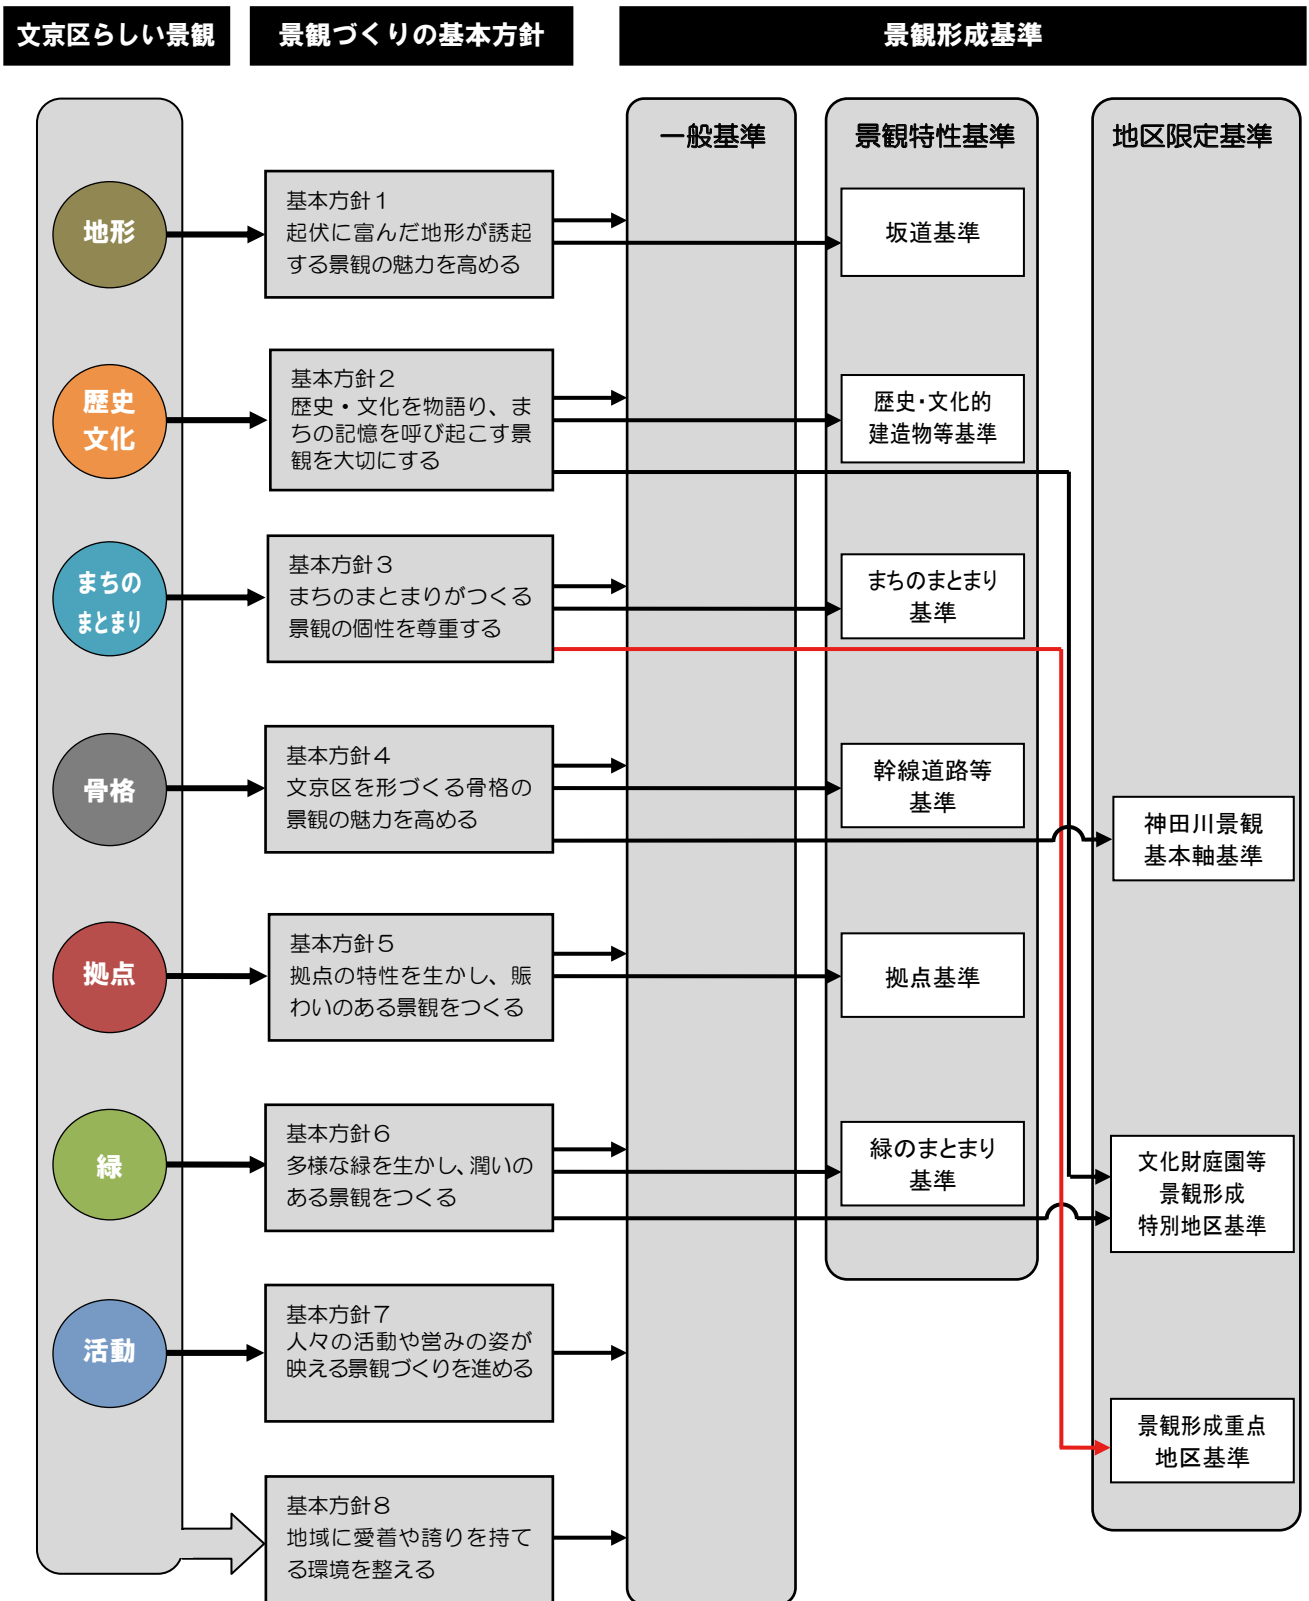 文京区らしい景観
景観づくりの基本方針
景観形成基準
一般基準
景観特性基準
地区限定基準
地形
基本方針１
起伏に富んだ地形が誘起
する景観の魅力を高める
坂道基準
歴史
文化
基本方針２
歴史・文化を物語り、ま
ちの記憶を呼び起こす景
観を大切にする
歴史・文化的
建造物等基準
まちの
まとまり
基本方針３
まちのまとまりがつくる
景観の個性を尊重する
まちのまとまり
基準
骨格
基本方針４
文京区を形づくる骨格の
景観の魅力を高める
幹線道路等
基準
神田川景観
基本軸基準
拠点
基本方針５
拠点の特性を生かし、賑
わいのある景観をつくる
拠点基準
緑
基本方針６
多様な緑を生かし、潤いの
ある景観をつくる
緑のまとまり
基準
文化財庭園等
景観形成
特別地区基準
活動
基本方針７
人々の活動や営みの姿が
映える景観づくりを進める
景観形成重点
地区基準
基本方針８
地域に愛着や誇りを持て
る環境を整える